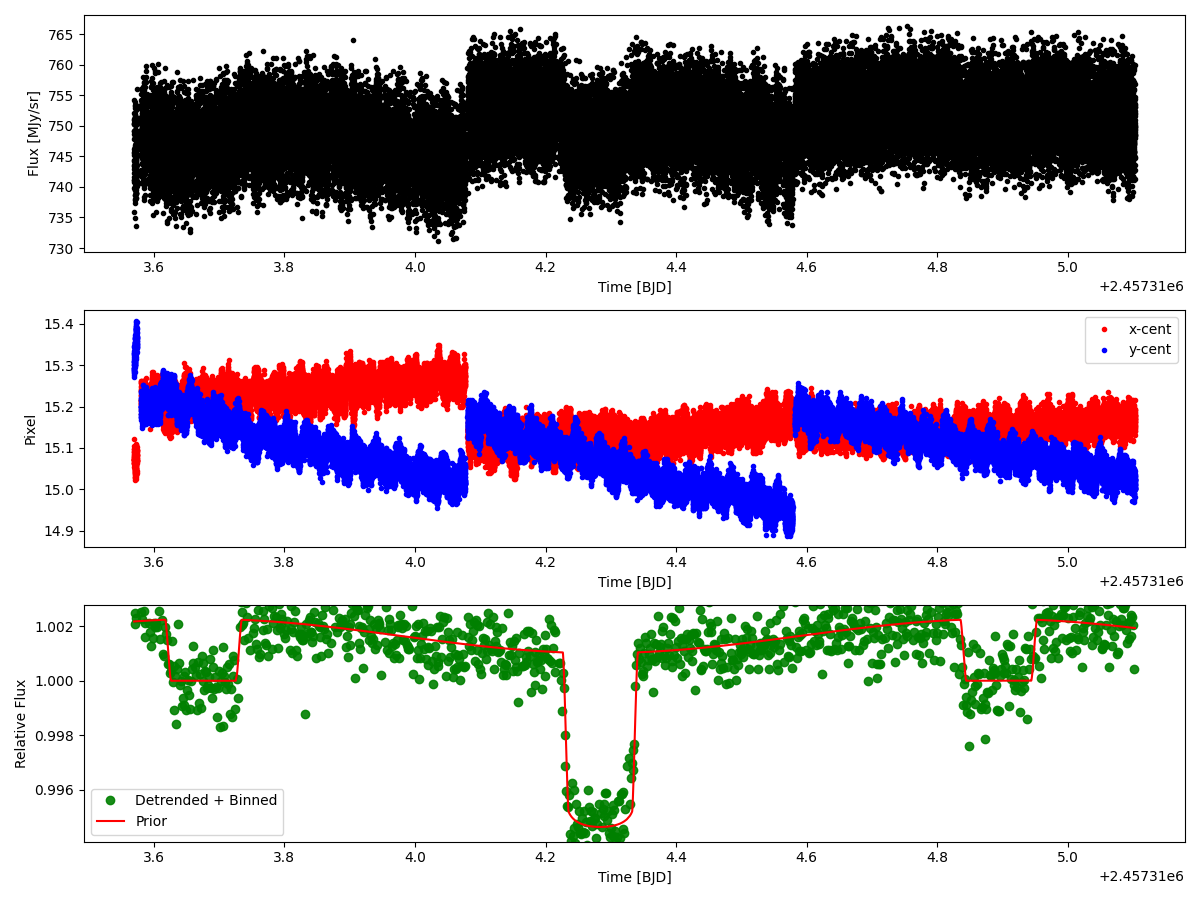 765
760
755
750
745
740
735
730
Flux [MJy/sr]
3.6 3.8 4.0 4.2 4.4 4.6 4.8 5.0
Time [BJD]
+2.45731e6
15.4
15.3
15.2
15.1
15.0
14.9
Pixel
x-cent
y-cent
3.6 3.8 4.0 4.2 4.4 4.6 4.8 5.0
Time [BJD]
+2.45731e6
1.002
1.000
0.998
0.996
Relative Flux
Detrended + Binned
Prior
3.6 3.8 4.0 4.2 4.4 4.6 4.8 5.0
Time [BJD]
+2.45731e6